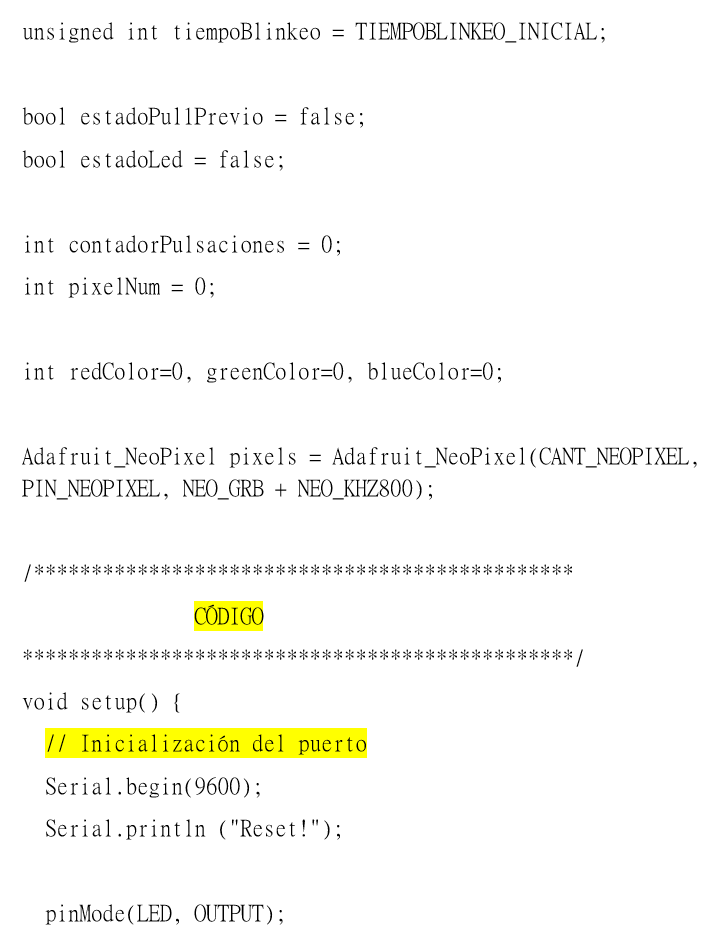 unsigned int tiempoBlinkeo = TIEMPOBLINKEO_INICIAL;
bool estadoPul1Previo = false;
bool estadoLed = false;
int contadorPulsaciones = 0;
int pixelNum = 0;
int redColor=0, greenColor=0, blueColor=0;
Adafruit_NeoPixel pixels = Adafruit_NeoPixel(CANT_NEOPIXEL,
PIN_NEOPIXEL, NEO_GRB + NEO_KHZ800);
/***********************************************
CÓDIGO
************************************************/
void setup() {
// Inicialización del puerto
Serial.begin(9600);
Serial.println ("Reset!");
pinMode(LED, OUTPUT);